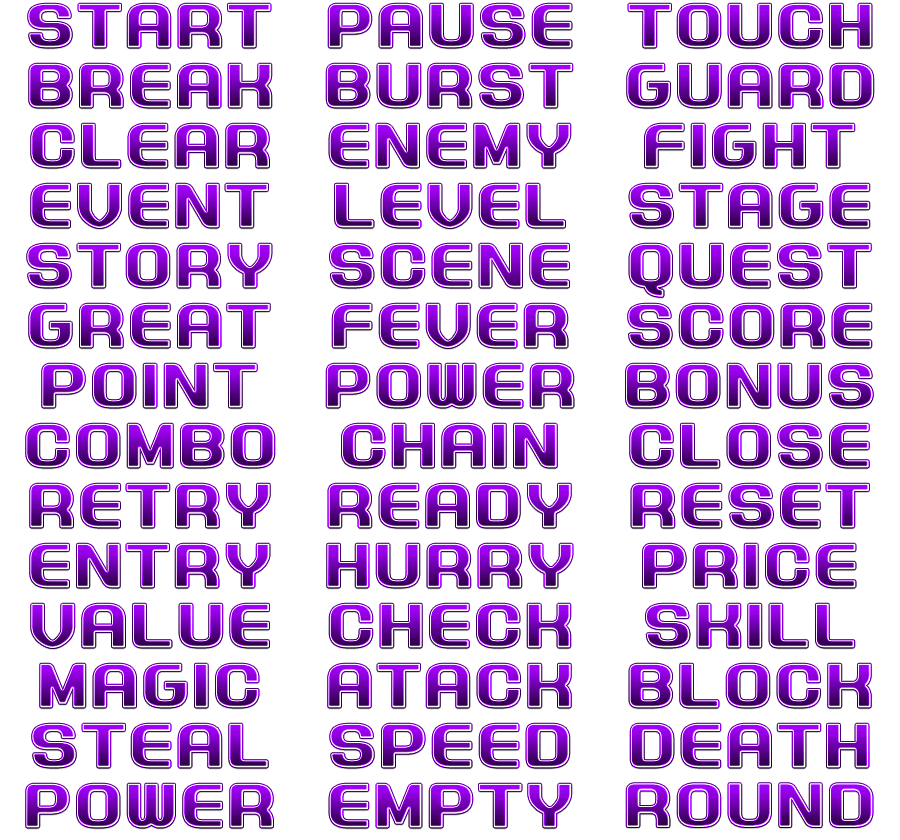 START PAUSE TOUCH
BREAK BURST GUARD
CLEAR ENEMY FIGHT
EVENT LEVEL STAGE
STORY SCENE QUEST
GREAT FEVER SCORE
POINT POWER BONUS
COMBO CHAIN CLOSE
RETRY READY RESET
ENTRY HURRY PRICE
VALUE CHECK SKILL
MAGIC ATACK BLOCK
STEAL SPEED DEATH
POWER EMPTY ROUND